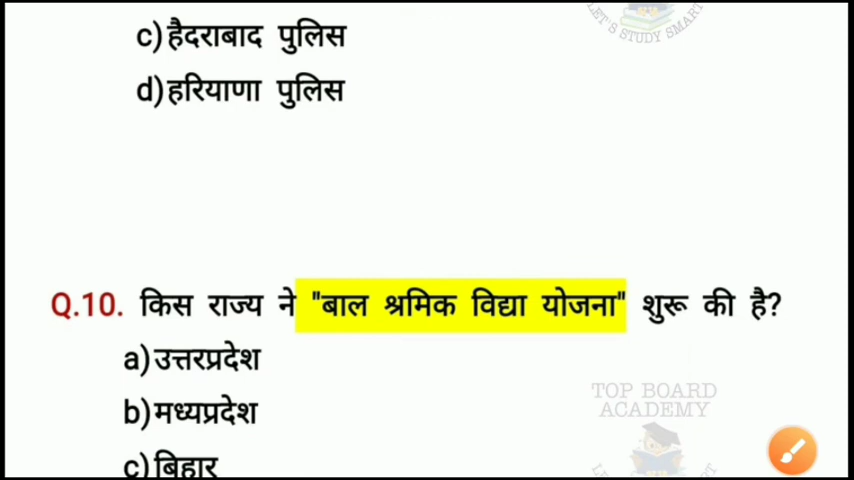 c) हैदराबाद पुलिस
LET'S STUDY SMART
d) हरियाणा पुलिस
Q.10. किस राज्य ने "बाल श्रमिक विद्या योजना" शुरू की है?
a) उत्तरप्रदेश
b) मध्यप्रदेश
TOP BOARD
ACADEMY
c) बिहार